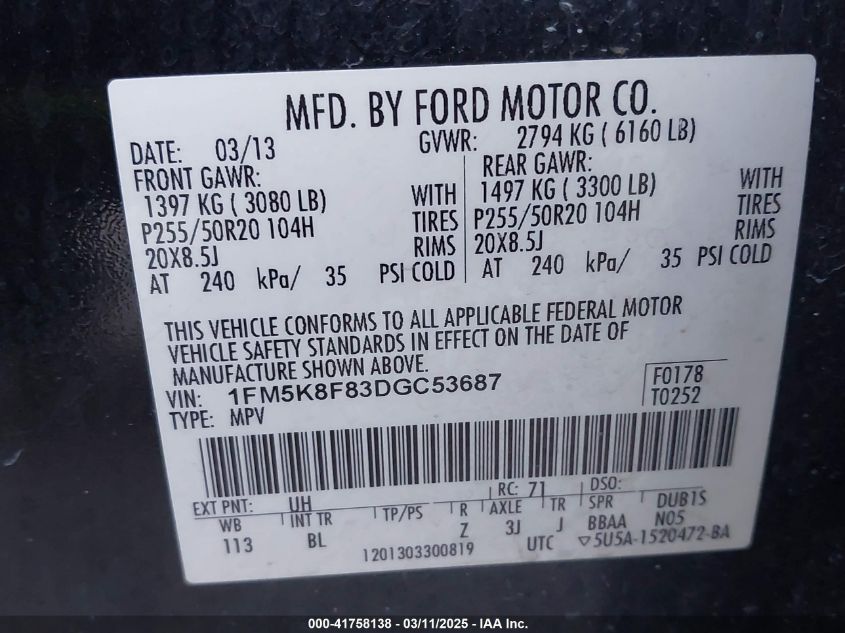 MFD. BY FORD MOTOR CO.
DATE: 03/13 GVWR: 2794 KG ( 6160 LB)
FRONT GAWR: REAR GAWR:
1397 KG ( 3080 LB) WITH 1497 KG ( 3300 LB) WITH
P255/50R20 104H TIRES P255/50R20 104H TIRES
20X8.5J RIMS 20X8.5J RIMS
AT 240 kPa/ 35 PSI COLD AT 240 kPa/ 35 PSI COLD
THIS VEHICLE CONFORMS TO ALL APPLICABLE FEDERAL MOTOR
VEHICLE SAFETY STANDARDS IN EFFECT ON THE DATE OF
MANUFACTURE SHOWN ABOVE.
VIN: 1FM5K8F83DGC53687 F0178
TYPE: MPV T0252
EXT PNT: UH RC: 71 DSO:
WB INT TR TP/PS R AXLE TR SPR DUB1S
113 BL Z 3J J BBAA N05
1201303300819 UTC ▽5U5A-1520472-BA
000-41758138 - 03/11/2025 - IAA Inc.